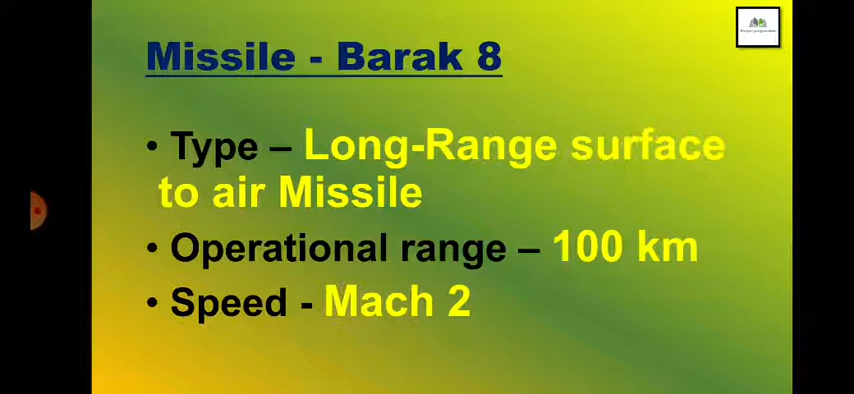 Missile - Barak 8
• Type – Long-Range surface
to air Missile
• Operational range – 100 km
• Speed - Mach 2